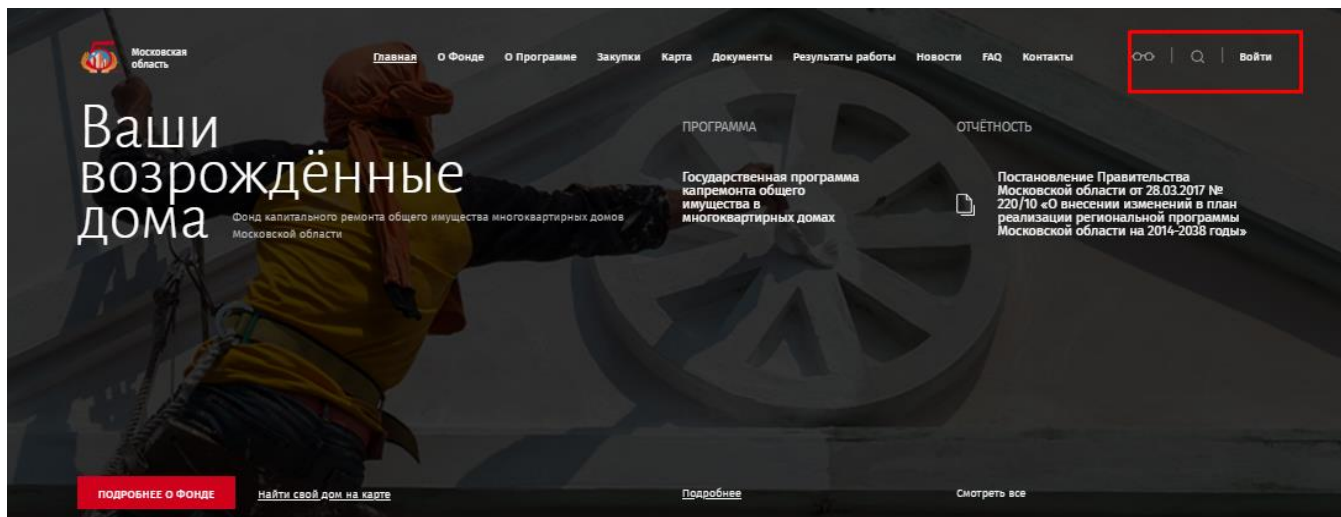 5
Московская
область
Главная О Фонде О Программе Закупки Карта Документы Результаты работы Новости FAQ Контакты Войти
Ваши
возрождённые
дома
Фонд капитального ремонта общего имущества многоквартирных домов
Московской области
ПРОГРАММА
Государственная программа
капремонта общего
имущества в
многоквартирных домах
ОТЧЁТНОСТЬ
Постановление Правительства
Московской области от 28.03.2017 №
220/10 «О внесении изменений в план
реализации региональной программы
Московской области на 2014-2038 годы»
ПОДРОБНЕЕ О ФОНДЕ
Найти свой дом на карте
Подробнее
Смотреть все